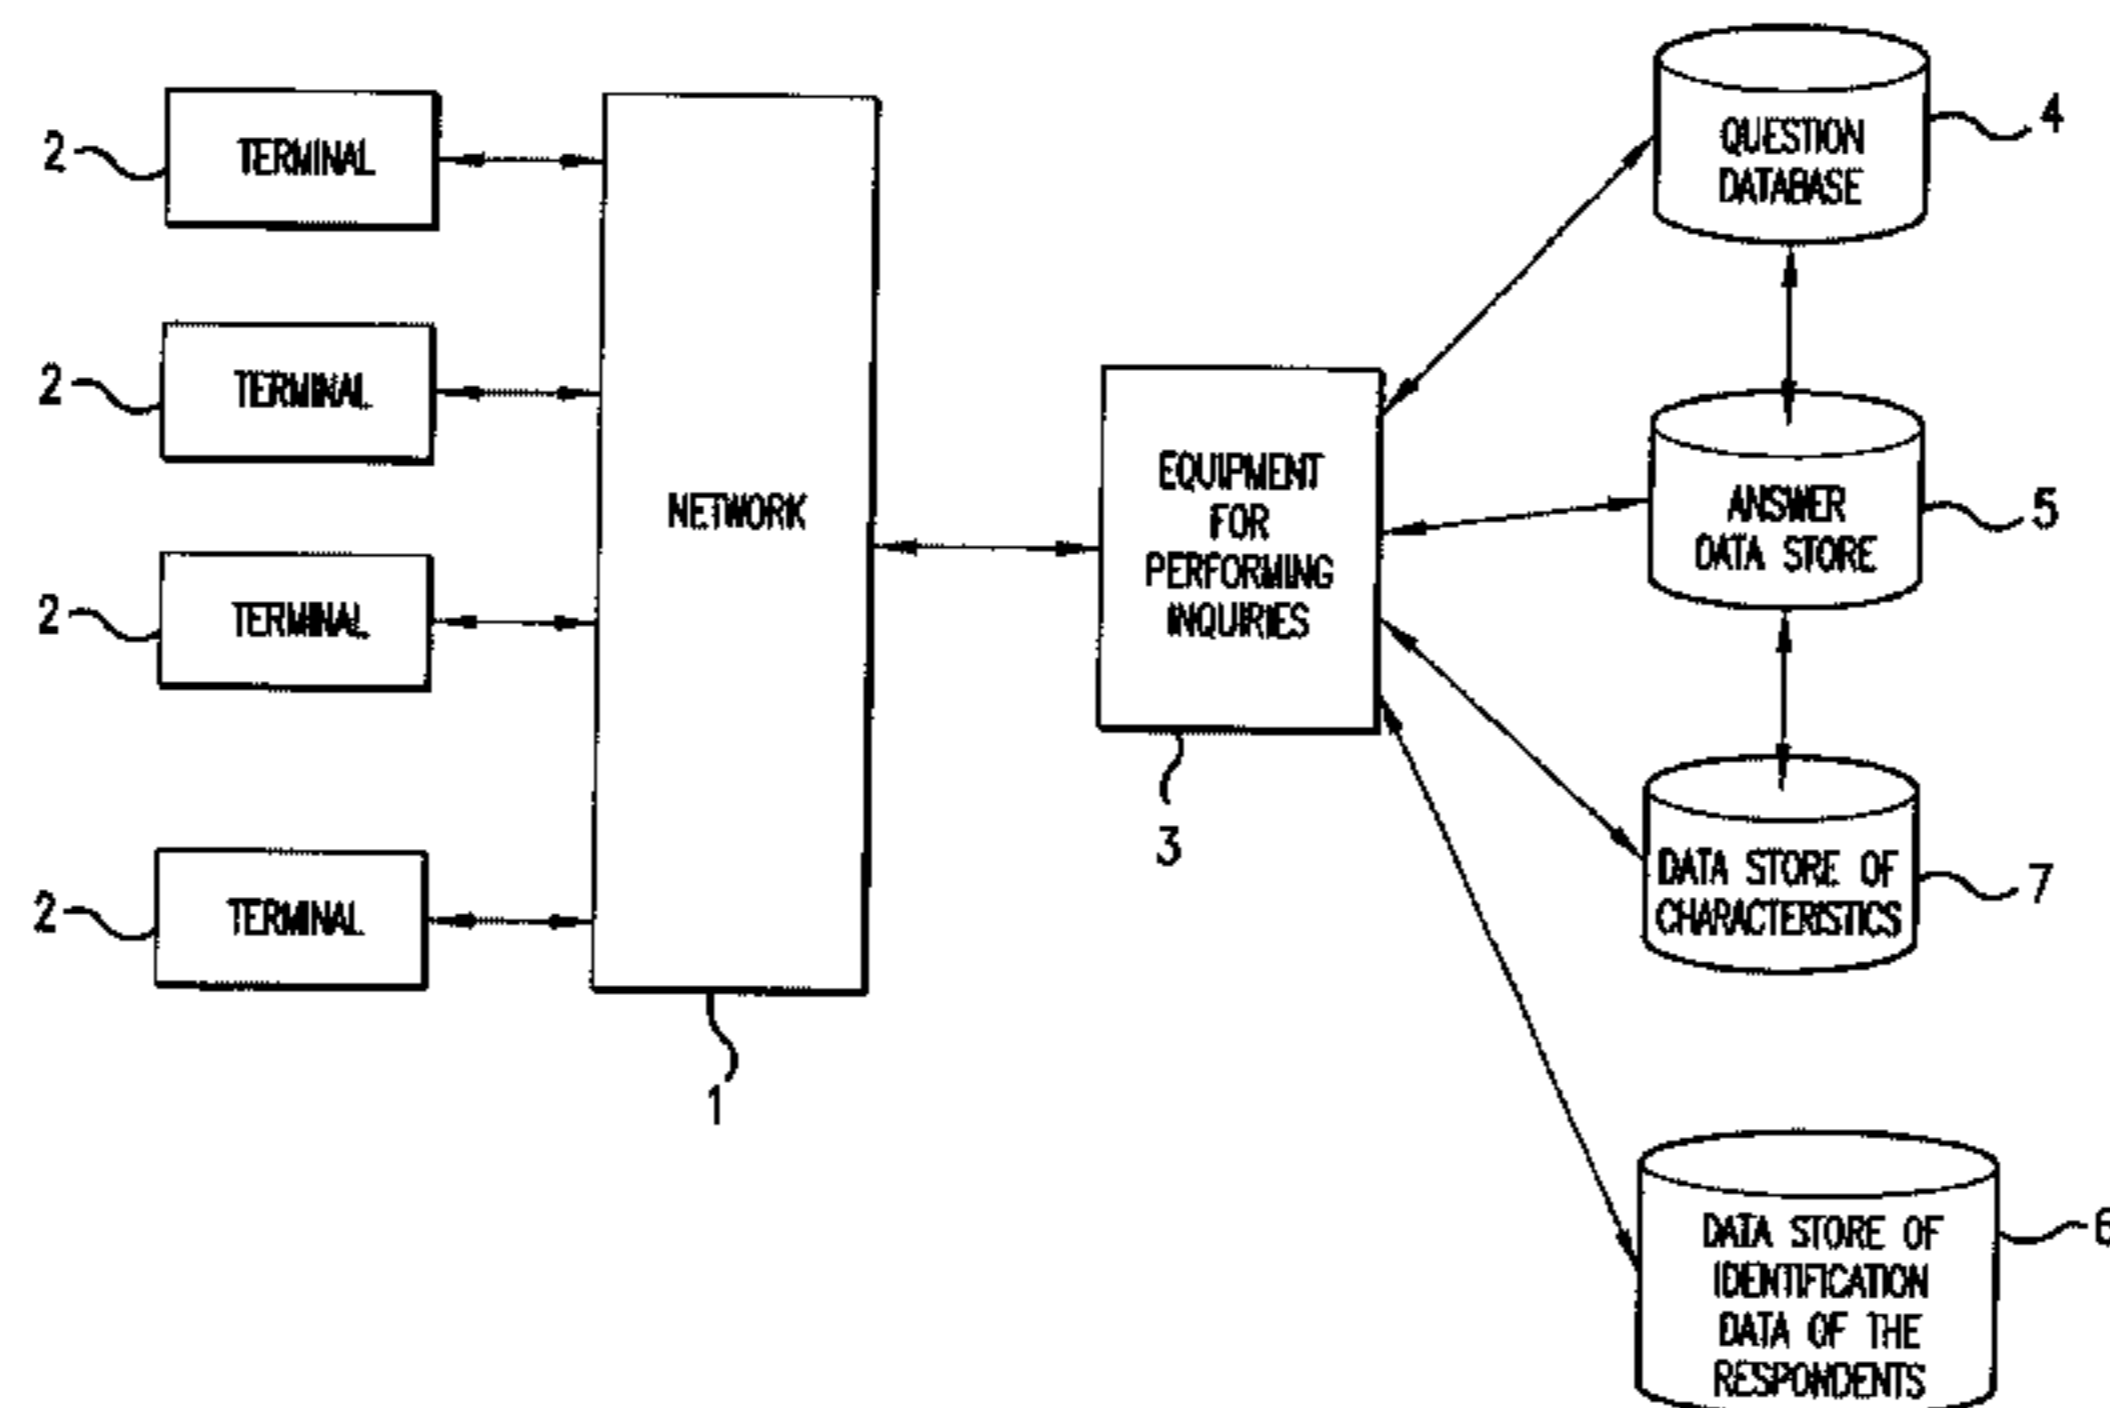 2
TERMINAL
2
TERMINAL
2
TERMINAL
2
TERMINAL
NETWORK
1
EQUIPMENT
FOR
PERFORMING
INQUIRIES
3
QUESTION
DATABASE
4
ANSWER
DATA STORE
5
DATA STORE OF
CHARACTERISTICS
7
DATA STORE OF
IDENTIFICATION
DATA OF THE
RESPONDENTS
6